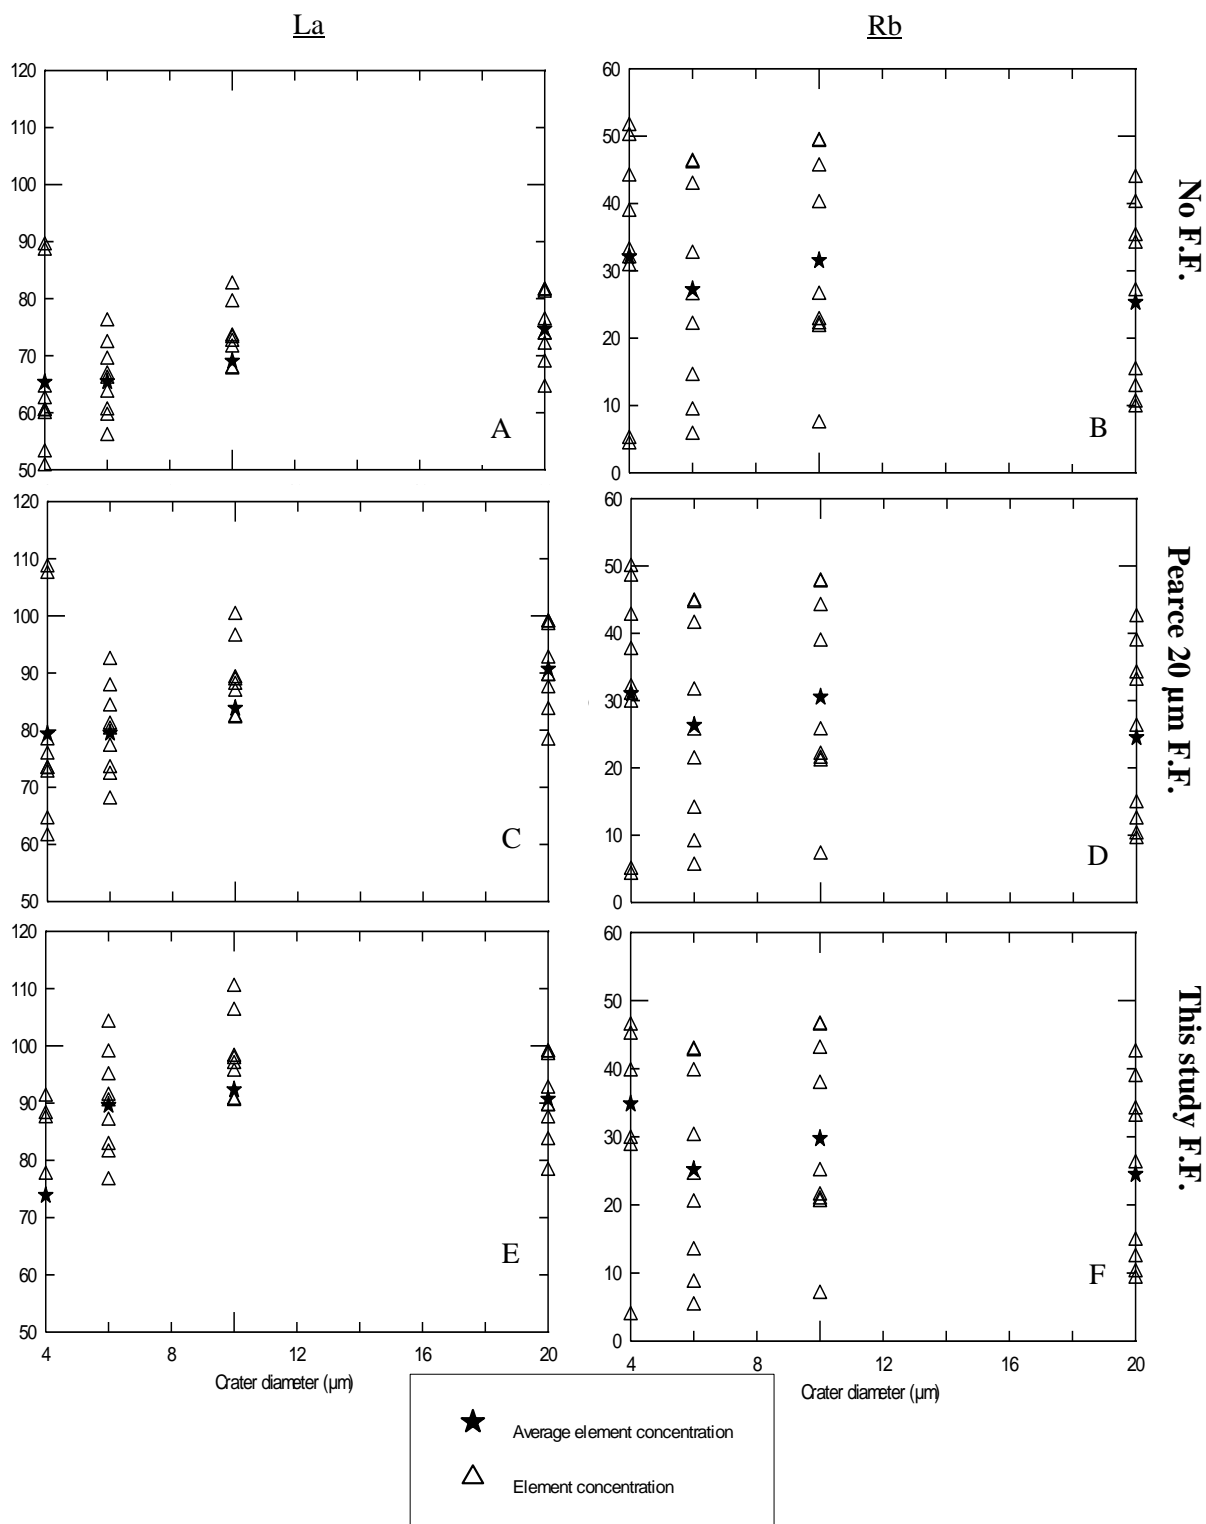 La
Rb
120
110
100
90
80
70
60
50
A
60
50
40
30
20
10
0
B
No F.F.
120
110
100
90
80
70
60
50
C
60
50
40
30
20
10
0
D
Pearce 20 µm F.F.
120
110
100
90
80
70
60
50
E
4 8 12 16 20
Crater diameter (µm)
60
50
40
30
20
10
0
F
4 8 12 16 20
Crater diameter (µm)
This study F.F.
Average element concentration
Element concentration